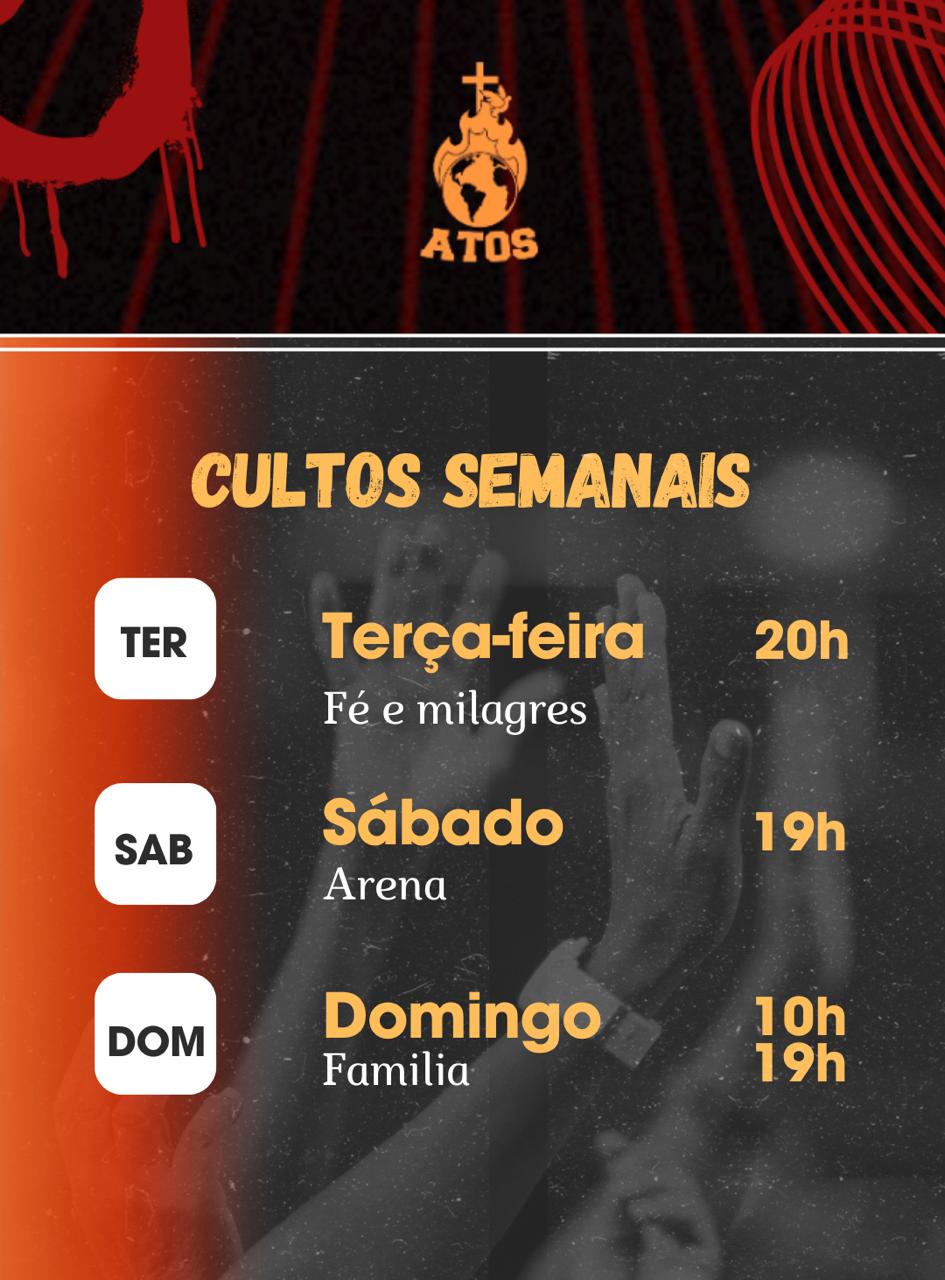 ATOS
CULTOS SEMANAIS
TER
Terça-feira
20h
Fé e milagres
SAB
Sábado
19h
Arena
DOM
Domingo
10h
Familia
19h